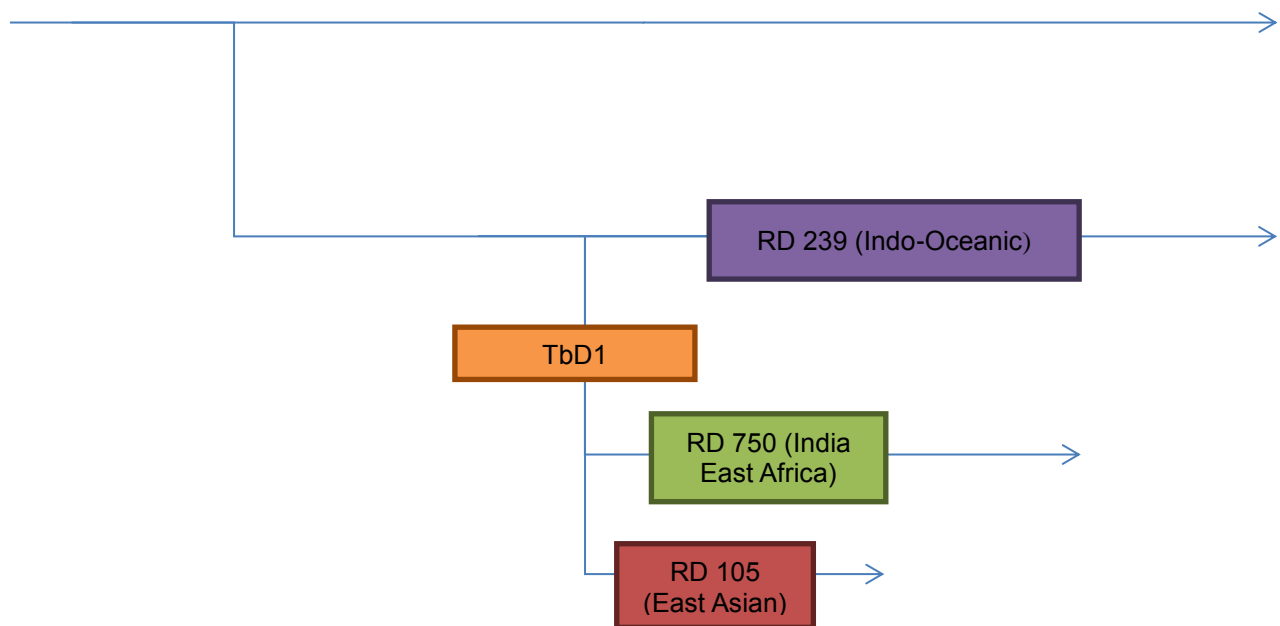 RD 239 (Indo-Oceanic)
TbD1
RD 750 (India
East Africa)
RD 105
(East Asian)